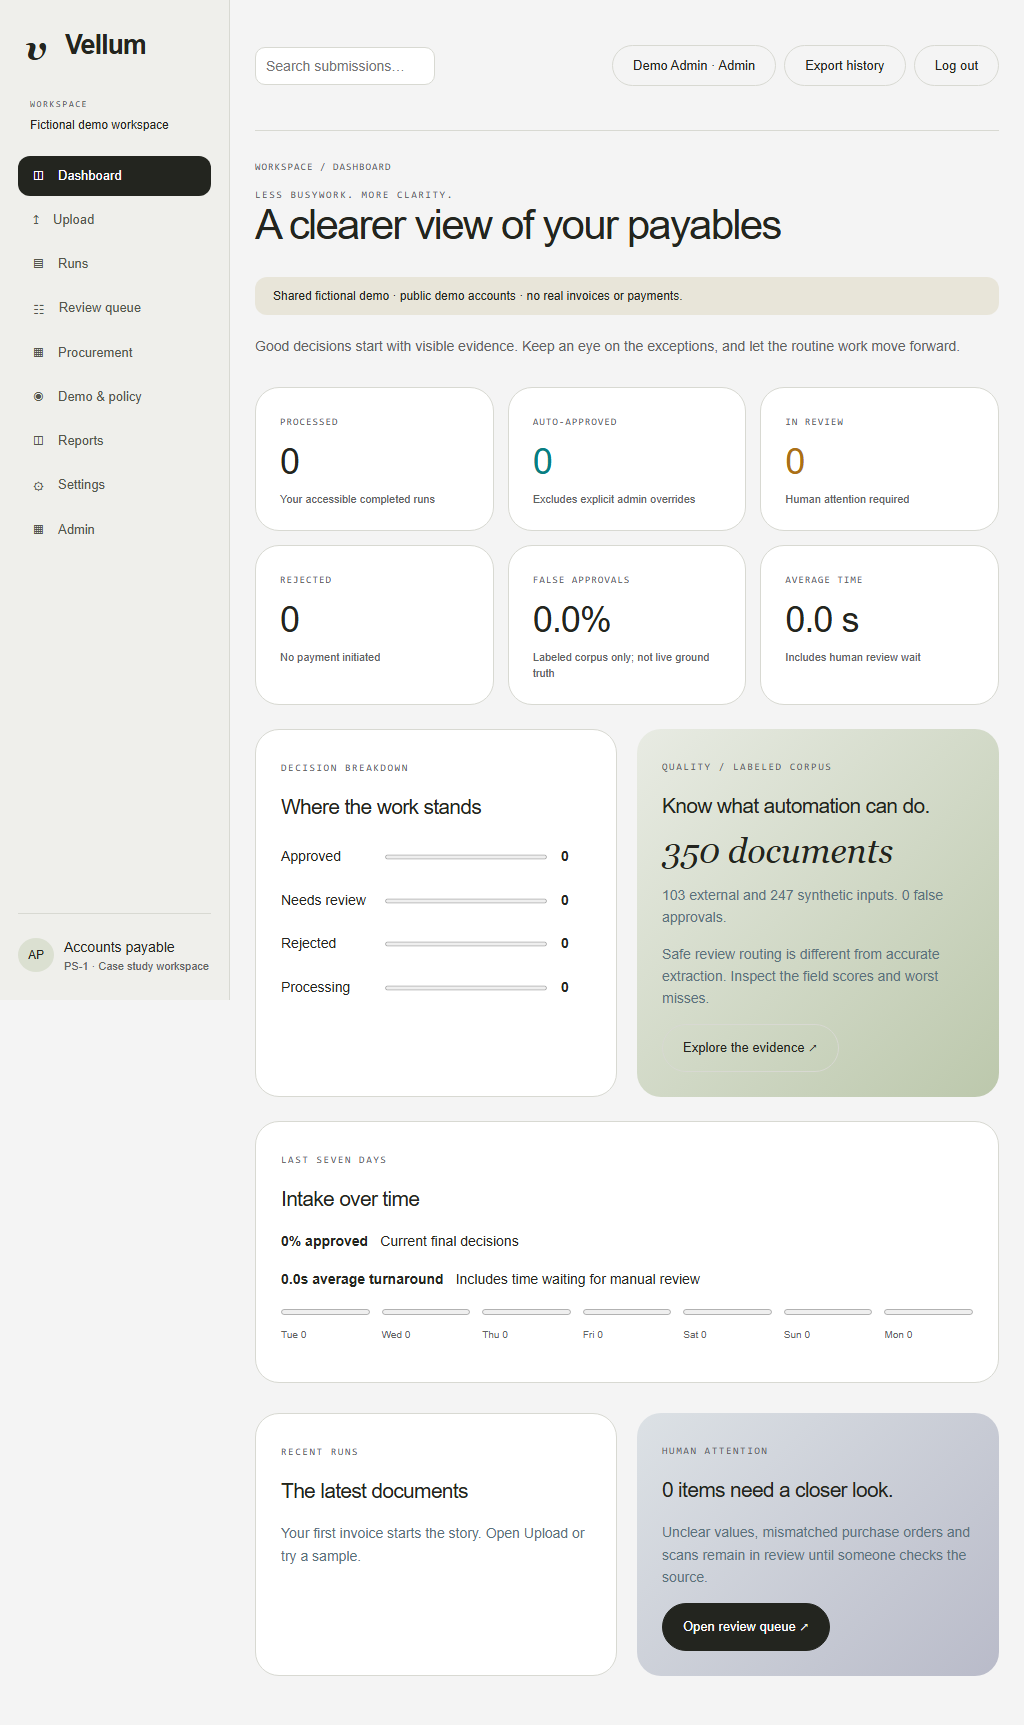 v Vellum
WORKSPACE
Fictional demo workspace
Dashboard
Upload
Runs
Review queue
Procurement
Demo & policy
Reports
Settings
Admin
AP
Accounts payable
PS-1 · Case study workspace
Search submissions…
Demo Admin · Admin
Export history
Log out
WORKSPACE / DASHBOARD
LESS BUSYWORK. MORE CLARITY.
A clearer view of your payables
Shared fictional demo · public demo accounts · no real invoices or payments.
Good decisions start with visible evidence. Keep an eye on the exceptions, and let the routine work move forward.
PROCESSED
0
Your accessible completed runs
AUTO-APPROVED
0
Excludes explicit admin overrides
IN REVIEW
0
Human attention required
REJECTED
0
No payment initiated
FALSE APPROVALS
0.0%
Labeled corpus only; not live ground
truth
AVERAGE TIME
0.0 s
Includes human review wait
DECISION BREAKDOWN
Where the work stands
Approved 0
Needs review 0
Rejected 0
Processing 0
QUALITY / LABELED CORPUS
Know what automation can do.
350 documents
103 external and 247 synthetic inputs. 0 false
approvals.
Safe review routing is different from accurate
extraction. Inspect the field scores and worst
misses.
Explore the evidence ↗
LAST SEVEN DAYS
Intake over time
0% approved Current final decisions
0.0s average turnaround Includes time waiting for manual review
Tue 0 Wed 0 Thu 0 Fri 0 Sat 0 Sun 0 Mon 0
RECENT RUNS
The latest documents
Your first invoice starts the story. Open Upload or
try a sample.
HUMAN ATTENTION
0 items need a closer look.
Unclear values, mismatched purchase orders and
scans remain in review until someone checks the
source.
Open review queue ↗